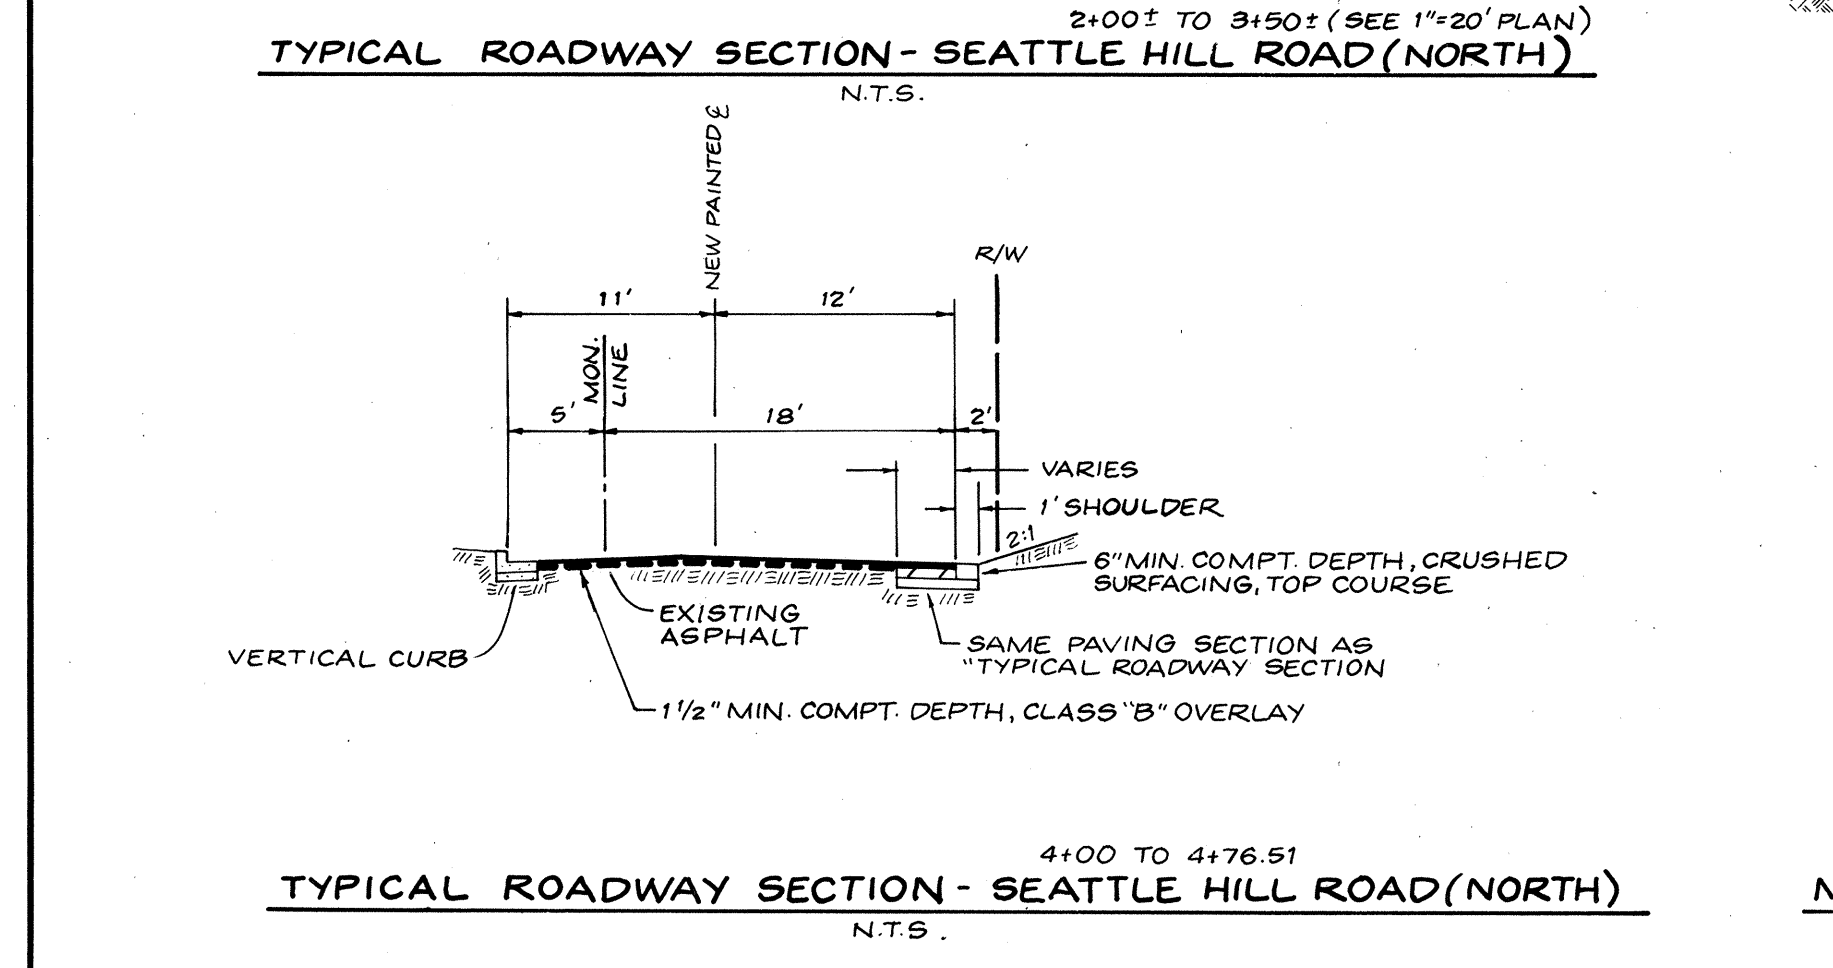 2+00± TO 3+50± (SEE 1"=20' PLAN)
TYPICAL ROADWAY SECTION - SEATTLE HILL ROAD (NORTH)
N.T.S.
NEW PAINTED ℄
R/W
11'
12'
MON.
LINE
5'
18'
2'
VARIES
1' SHOULDER
2:1
6" MIN. COMPT. DEPTH, CRUSHED
SURFACING, TOP COURSE
EXISTING
ASPHALT
SAME PAVING SECTION AS
"TYPICAL ROADWAY SECTION
VERTICAL CURB
1 1/2" MIN. COMPT. DEPTH, CLASS "B" OVERLAY
4+00 TO 4+76.51
TYPICAL ROADWAY SECTION - SEATTLE HILL ROAD (NORTH)
N.T.S.